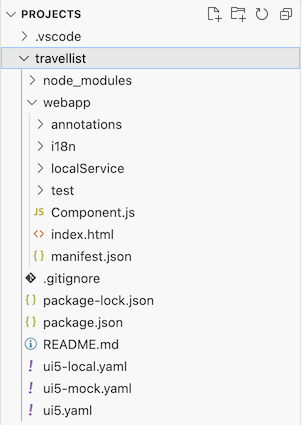 PROJECTS
.vscode
travellist
node_modules
webapp
annotations
i18n
localService
test
JS Component.js
<> index.html
{} manifest.json
.gitignore
{} package-lock.json
{} package.json
README.md
! ui5-local.yaml
! ui5-mock.yaml
! ui5.yaml